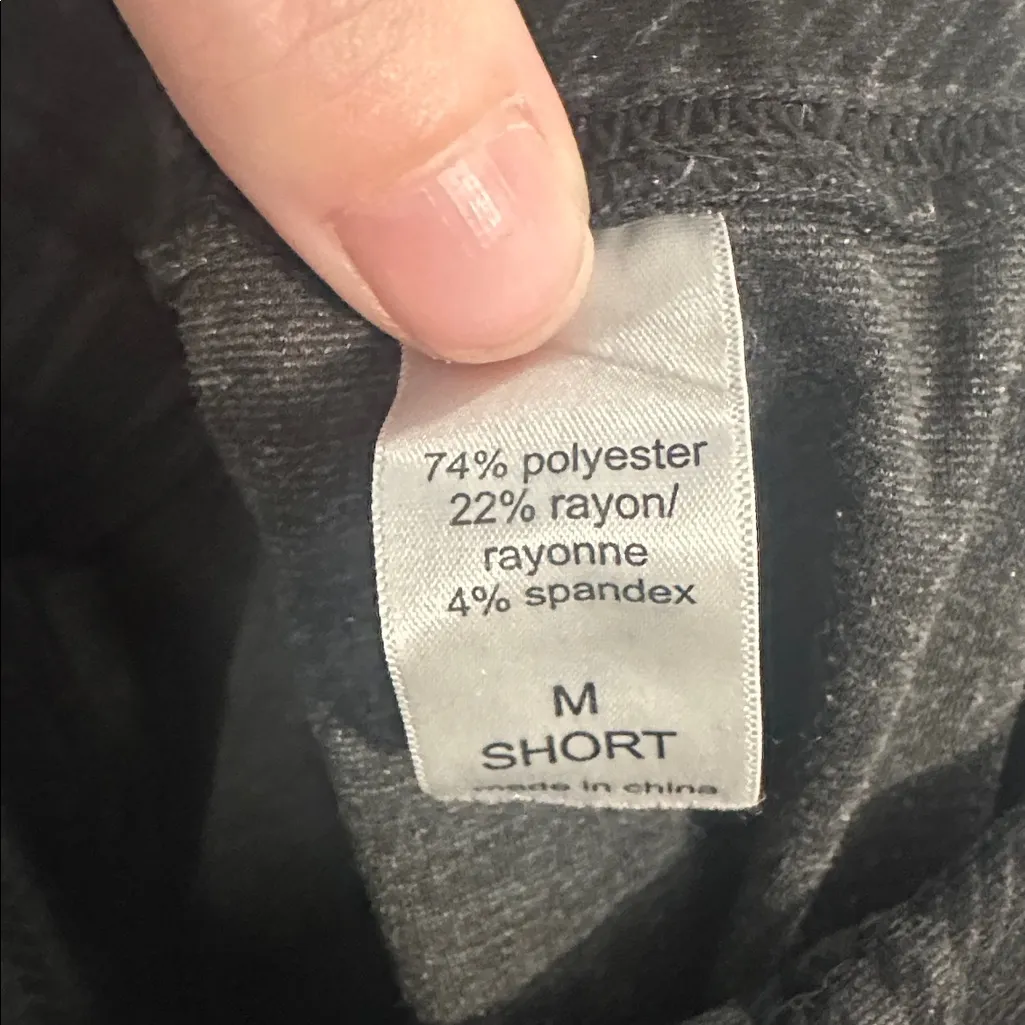 74% polyester
22% rayon/
rayonne
4% spandex
M
SHORT
made in china